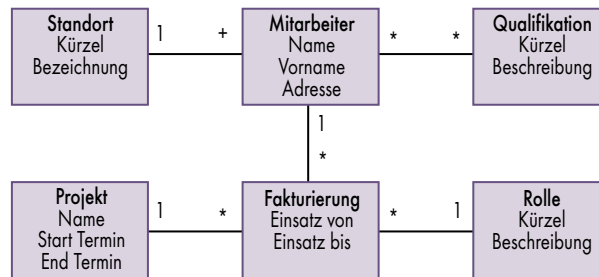 Standort
Kürzel
Bezeichnung
1
+
Mitarbeiter
Name
Vorname
Adresse
*
*
Qualifikation
Kürzel
Beschreibung
1
*
Projekt
Name
Start Termin
End Termin
1
*
Fakturierung
Einsatz von
Einsatz bis
*
1
Rolle
Kürzel
Beschreibung